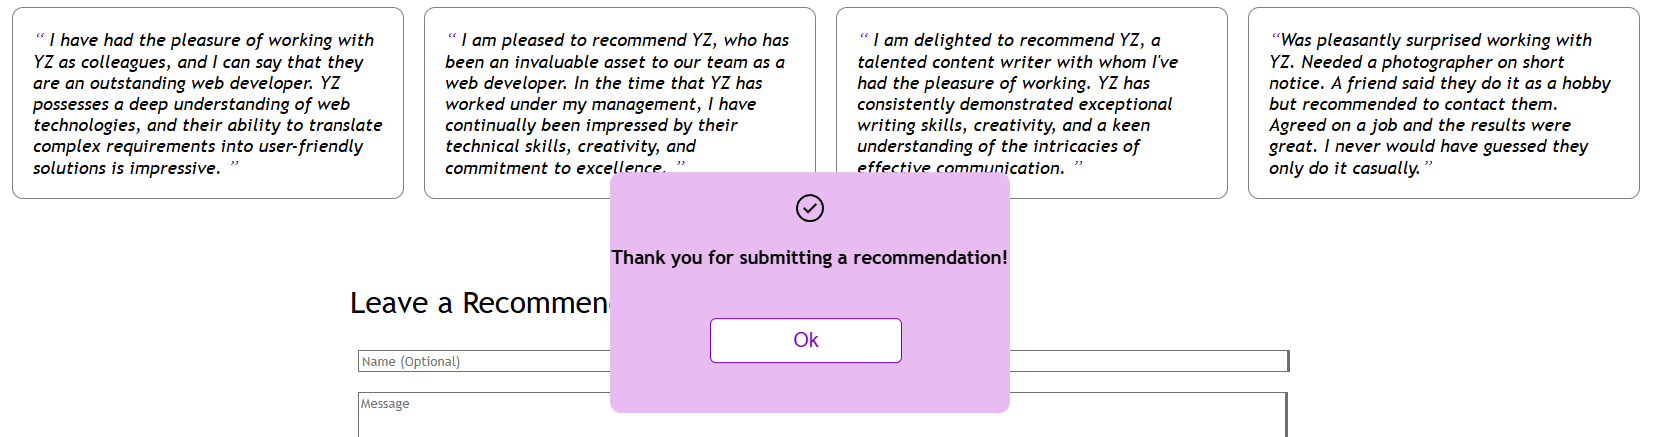 “ I have had the pleasure of working with
YZ as colleagues, and I can say that they
are an outstanding web developer. YZ
possesses a deep understanding of web
technologies, and their ability to translate
complex requirements into user-friendly
solutions is impressive. ”
“ I am pleased to recommend YZ, who has
been an invaluable asset to our team as a
web developer. In the time that YZ has
worked under my management, I have
continually been impressed by their
technical skills, creativity, and
commitment to excellence. ”
“ I am delighted to recommend YZ, a
talented content writer with whom I've
had the pleasure of working. YZ has
consistently demonstrated exceptional
writing skills, creativity, and a keen
understanding of the intricacies of
effective communication. ”
“Was pleasantly surprised working with
YZ. Needed a photographer on short
notice. A friend said they do it as a hobby
but recommended to contact them.
Agreed on a job and the results were
great. I never would have guessed they
only do it casually.”
Thank you for submitting a recommendation!
Leave a Recommen
Ok
Name (Optional)
Message